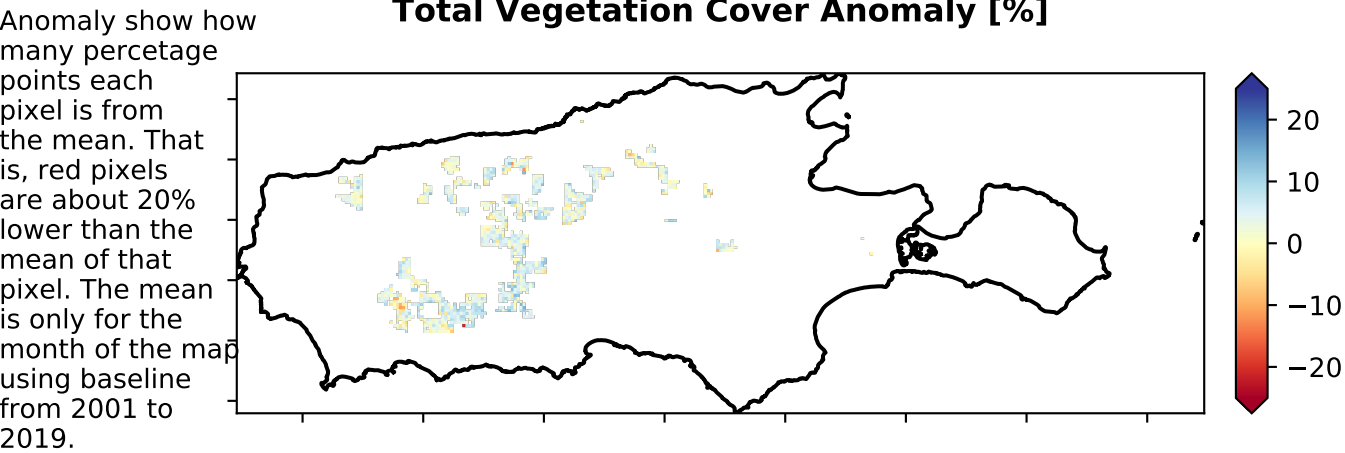 Total Vegetation Cover Anomaly [%]
Anomaly show how
many percetage
points each
pixel is from
the mean. That
is, red pixels
are about 20%
lower than the
mean of that
pixel. The mean
is only for the
month of the map
using baseline
from 2001 to
2019.
20
10
0
−10
−20